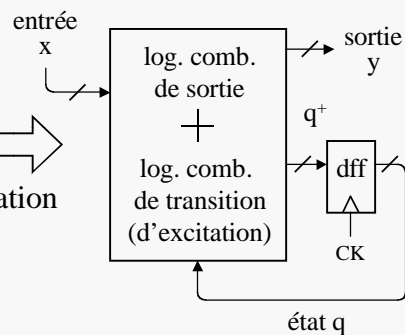 entrée
x
log. comb.
de sortie
+
log. comb.
de transition
(d'excitation)
sortie
y
q+
dff
CK
état q
ation